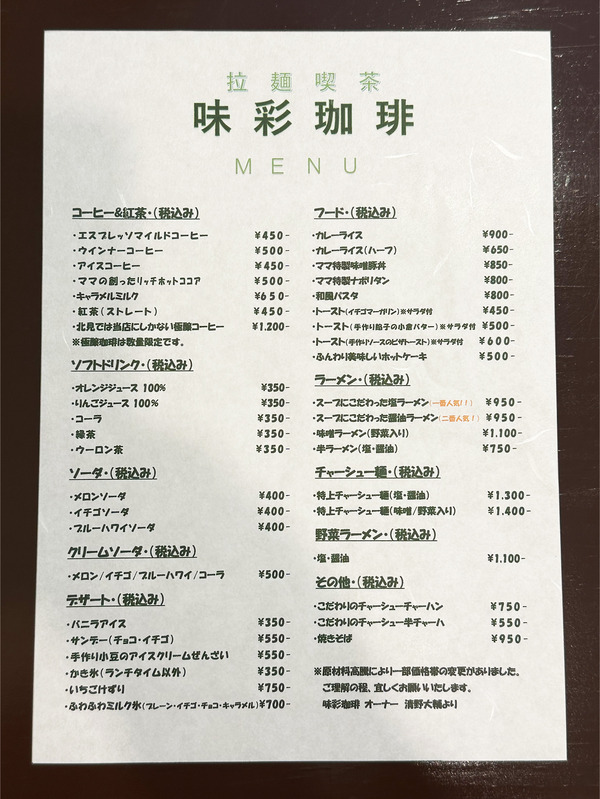 拉麺喫茶
味彩珈琲
MENU
コーヒー&紅茶・(税込み)
・エスプレッソマイルドコーヒー ¥450-
・ウインナーコーヒー ¥500-
・アイスコーヒー ¥450-
・ママの創ったリッチホットココア ¥500-
・キャラメルミルク ¥650-
・紅茶(ストレート) ¥450-
・北見では当店にしかない極醸コーヒー ¥1.200-
※極醸珈琲は数量限定です。
ソフトドリンク・(税込み)
・オレンジジュース 100% ¥350-
・りんごジュース 100% ¥350-
・コーラ ¥350-
・緑茶 ¥350-
・ウーロン茶 ¥350-
ソーダ・(税込み)
・メロンソーダ ¥400-
・イチゴソーダ ¥400-
・ブルーハワイソーダ ¥400-
クリームソーダ・(税込み)
・メロン/イチゴ/ブルーハワイ/コーラ ¥500-
デザート・(税込み)
・バニラアイス ¥350-
・サンデー(チョコ・イチゴ) ¥550-
・手作り小豆のアイスクリームぜんざい ¥550-
・かき氷(ランチタイム以外) ¥350-
・いちごけずり ¥750-
・ふわふわミルク氷(プレーン・イチゴ・チョコ・キャラメル) ¥700-
フード・(税込み)
・カレーライス ¥900-
・カレーライス(ハーフ) ¥650-
・ママ特製味噌豚丼 ¥850-
・ママ特製ナポリタン ¥800-
・和風パスタ ¥800-
・トースト(イチゴマーガリン)※サラダ付 ¥450-
・トースト(手作り餡子の小倉バター)※サラダ付 ¥500-
・トースト(手作りソースのピザトースト)※サラダ付 ¥600-
・ふんわり美味しいホットケーキ ¥500-
ラーメン・(税込み)
・スープにこだわった塩ラーメン(一番人気!!) ¥950-
・スープにこだわった醤油ラーメン(二番人気!) ¥950-
・味噌ラーメン(野菜入り) ¥1.100-
・半ラーメン(塩・醤油) ¥750-
チャーシュー麺・(税込み)
・特上チャーシュー麺(塩・醤油) ¥1.300-
・特上チャーシュー麺(味噌/野菜入り) ¥1.400-
野菜ラーメン・(税込み)
・塩・醤油 ¥1.100-
その他・(税込み)
・こだわりのチャーシューチャーハン ¥750-
・こだわりのチャーシュー半チャーハ ¥550-
・焼きそば ¥950-
※原材料高騰により一部価格帯の変更がありました。
ご理解の程、宜しくお願いいたします。
味彩珈琲 オーナー 清野大輔より